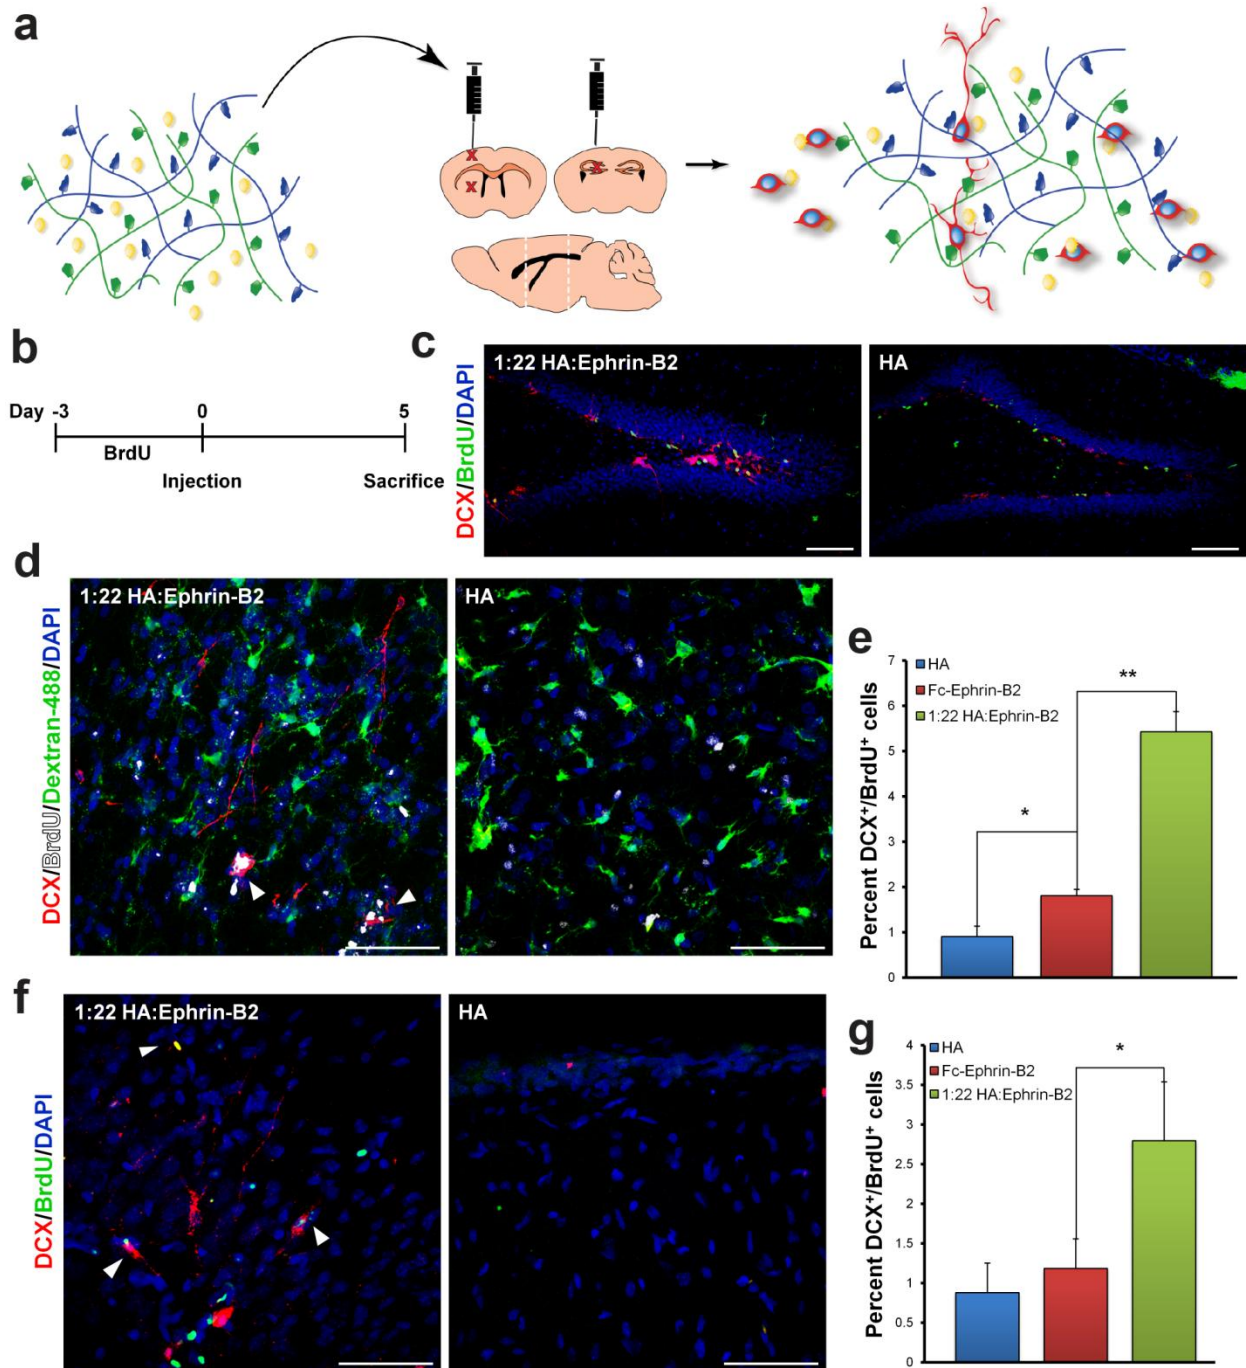 a
x
x
x
b
Day -3 0 5
BrdU
Injection Sacrifice
c
DCX/BrdU/DAPI
1:22 HA:Ephrin-B2
HA
d
DCX/BrdU/Dextran-488/DAPI
1:22 HA:Ephrin-B2
HA
e
Percent DCX⁺/BrdU⁺ cells
7
6
5
4
3
2
1
0
HA
Fc-Ephrin-B2
1:22 HA:Ephrin-B2
*
**
f
DCX/BrdU/DAPI
1:22 HA:Ephrin-B2
HA
g
Percent DCX⁺/BrdU⁺ cells
4
3.5
3
2.5
2
1.5
1
0.5
0
HA
Fc-Ephrin-B2
1:22 HA:Ephrin-B2
*